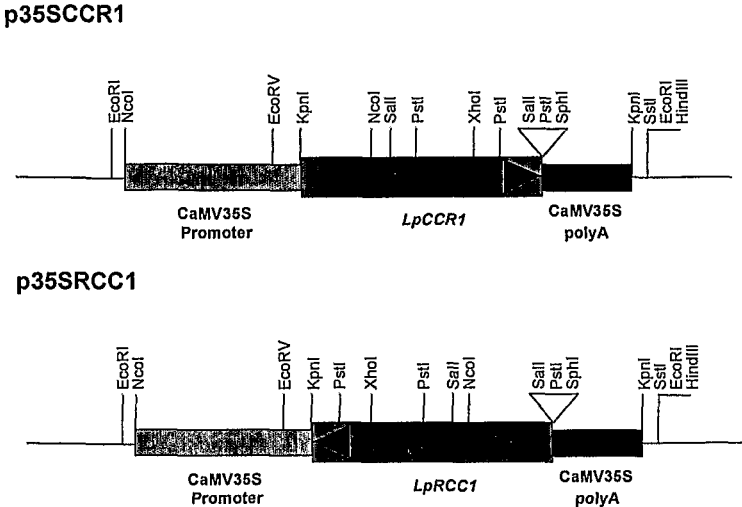 p35SCCR1
EcoRI NcoI EcoRV KpnI NcoI SalI PstI XhoI PstI SalI PstI SphI KpnI SstI EcoRI HindIII
CaMV35S LpCCR1 CaMV35S
Promoter polyA
p35SRCC1
EcoRI NcoI EcoRV KpnI PstI XhoI PstI SalI NcoI SalI PstI SphI KpnI SstI EcoRI HindIII
CaMV35S LpRCC1 CaMV35S
Promoter polyA